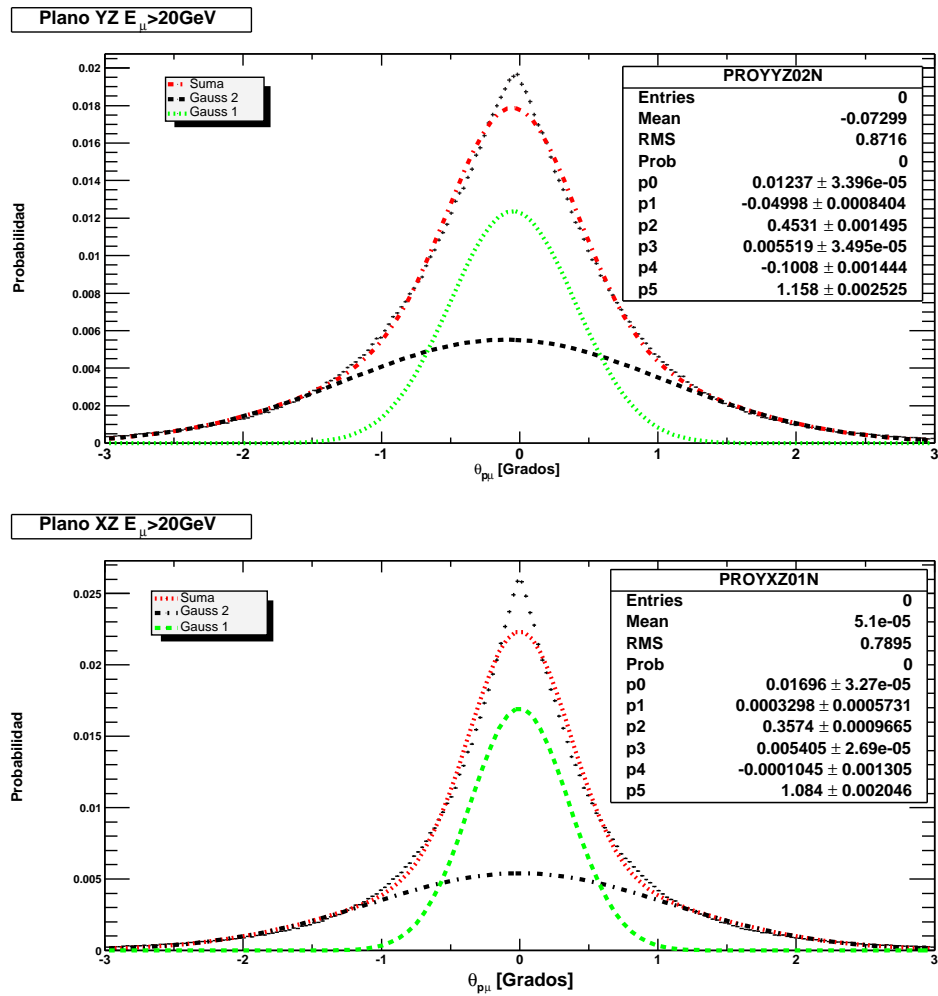 Plano YZ E μ>20GeV
Probabilidad
0.02
0.018
0.016
0.014
0.012
0.01
0.008
0.006
0.004
0.002
0
Suma
Gauss 2
Gauss 1
PROYYZ02N
Entries 0
Mean -0.07299
RMS 0.8716
Prob 0
p0 0.01237 ± 3.396e-05
p1 -0.04998 ± 0.0008404
p2 0.4531 ± 0.001495
p3 0.005519 ± 3.495e-05
p4 -0.1008 ± 0.001444
p5 1.158 ± 0.002525
-3 -2 -1 0 1 2 3
θpμ [Grados]
Plano XZ E μ>20GeV
Probabilidad
0.025
0.02
0.015
0.01
0.005
0
Suma
Gauss 2
Gauss 1
PROYXZ01N
Entries 0
Mean 5.1e-05
RMS 0.7895
Prob 0
p0 0.01696 ± 3.27e-05
p1 0.0003298 ± 0.0005731
p2 0.3574 ± 0.0009665
p3 0.005405 ± 2.69e-05
p4 -0.0001045 ± 0.001305
p5 1.084 ± 0.002046
-3 -2 -1 0 1 2 3
θpμ [Grados]